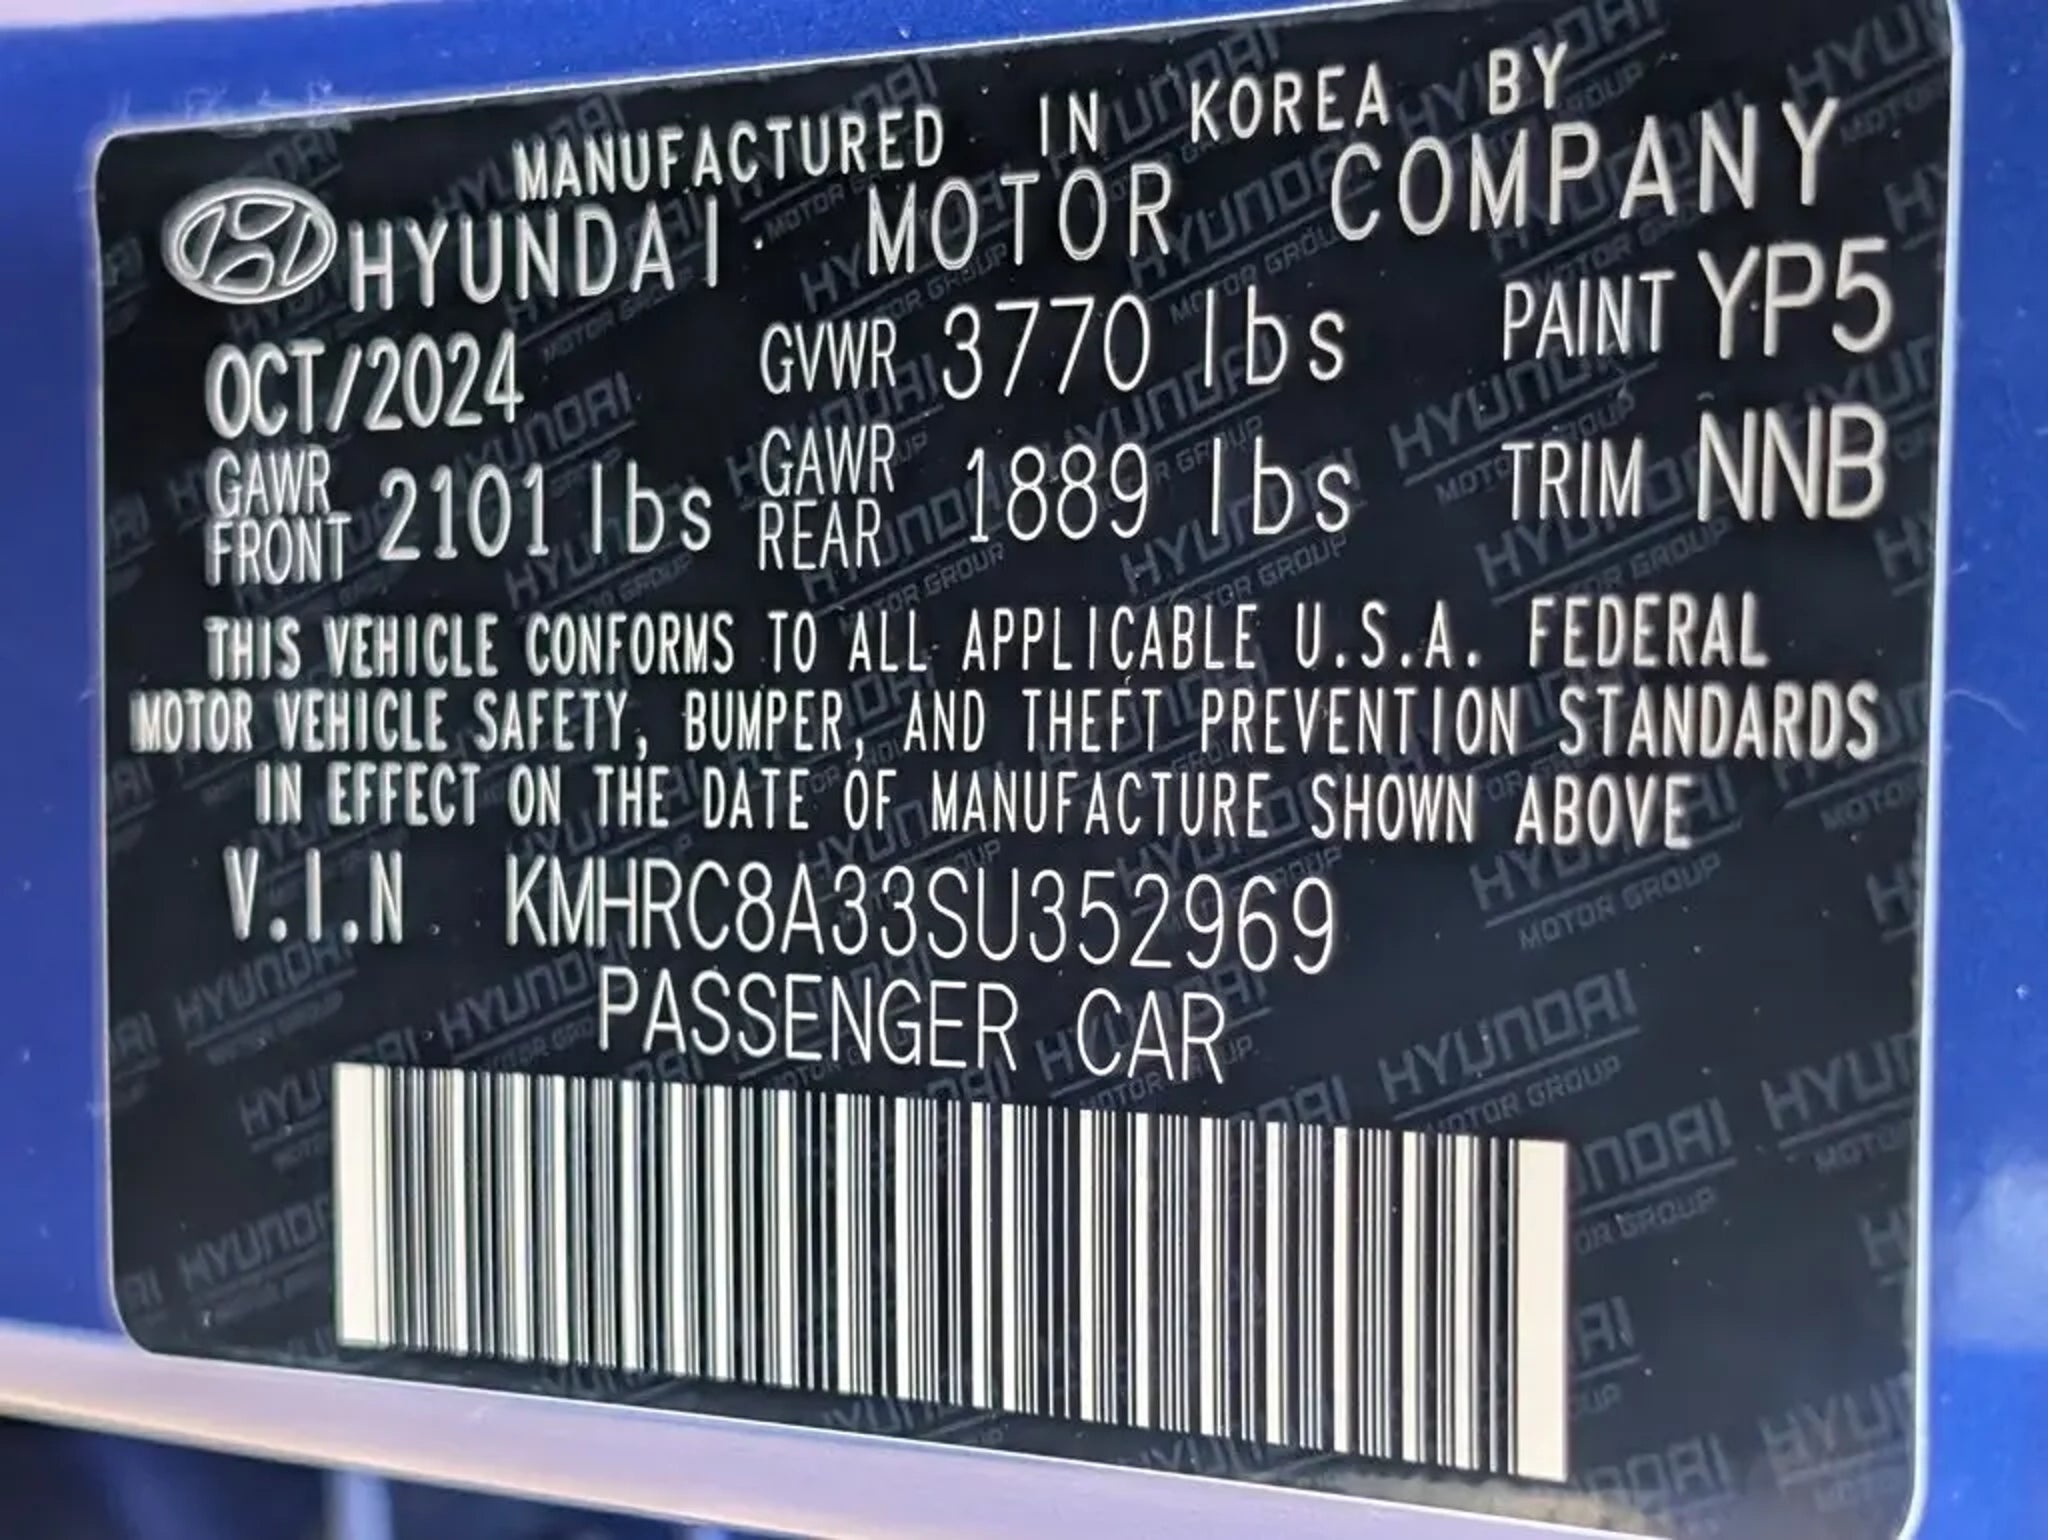 MANUFACTURED IN KOREA BY
HYUNDAI MOTOR COMPANY
OCT/2024 GVWR 3770 lbs PAINT YP5
GAWR FRONT 2101 lbs GAWR REAR 1889 lbs TRIM NNB
THIS VEHICLE CONFORMS TO ALL APPLICABLE U.S.A. FEDERAL
MOTOR VEHICLE SAFETY, BUMPER, AND THEFT PREVENTION STANDARDS
IN EFFECT ON THE DATE OF MANUFACTURE SHOWN ABOVE
V.I.N KMHRC8A33SU352969
PASSENGER CAR